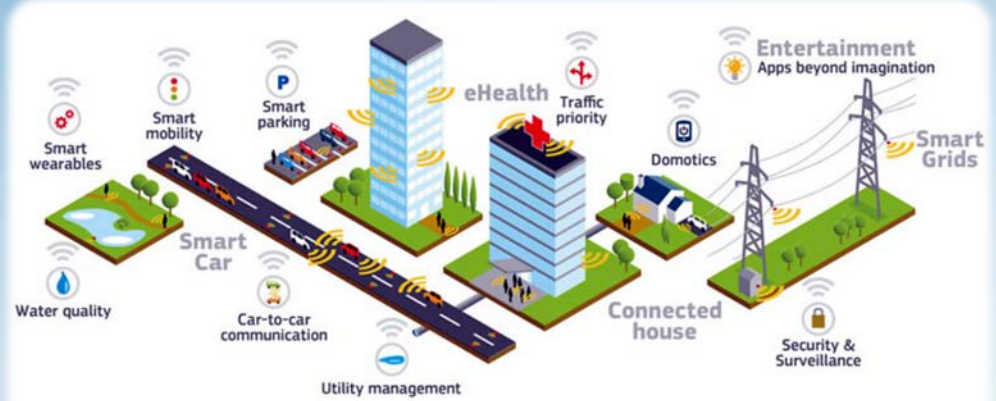 Entertainment
Apps beyond imagination
Smart
wearables
Smart
mobility
P
Smart
parking
eHealth
Traffic
priority
Domotics
Smart
Grids
Smart
Car
Water quality
Car-to-car
communication
Connected
house
Utility management
Security &
Surveillance